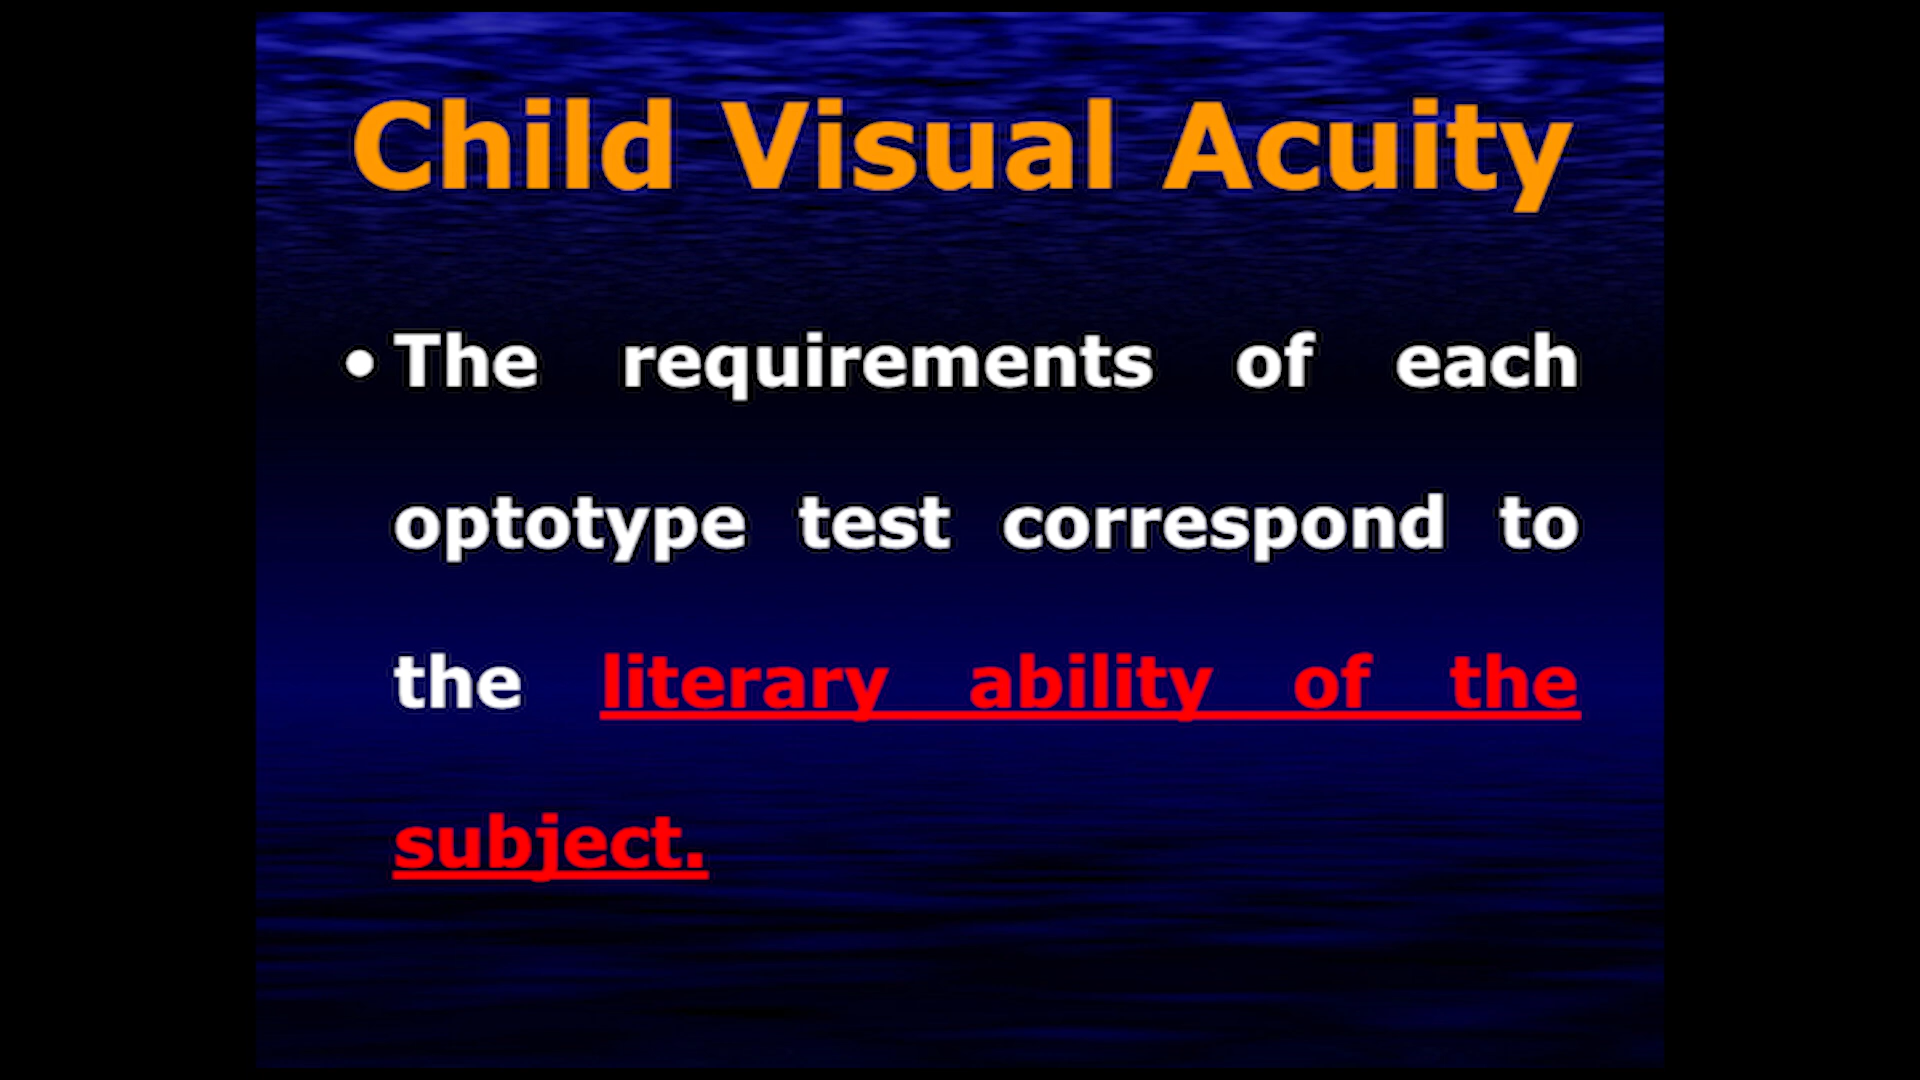 Child Visual Acuity
• The requirements of each
optotype test correspond to
the literary ability of the
subject.